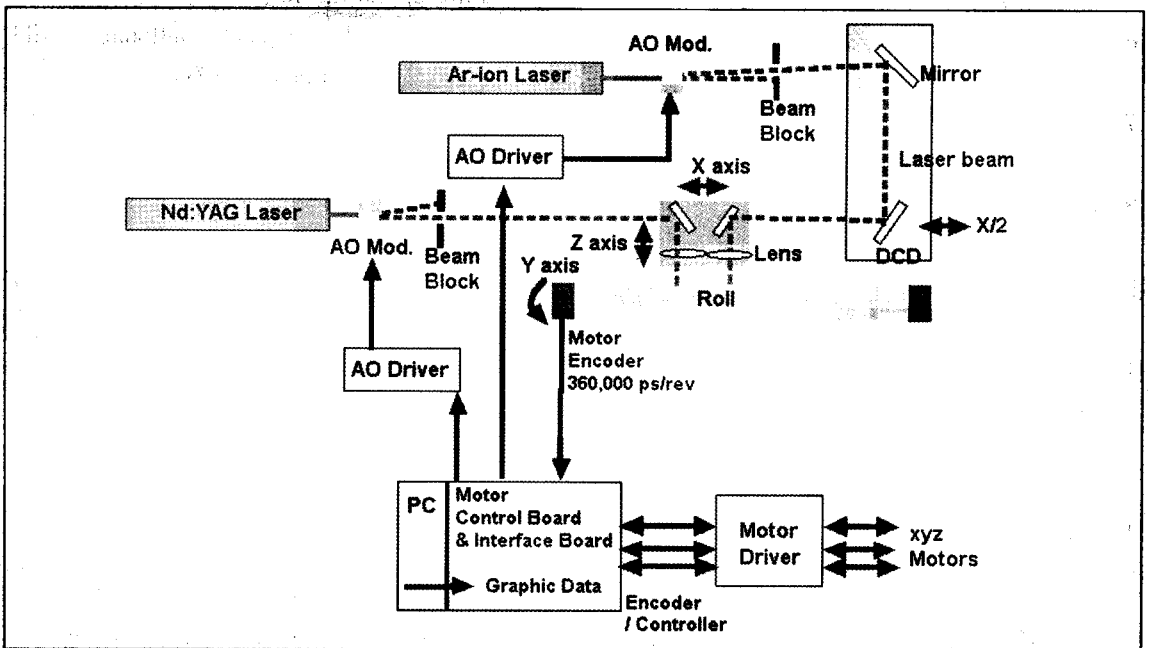 AO Mod.
Ar-ion Laser
Mirror
Beam
Block
AO Driver
Laser beam
X axis
Nd:YAG Laser
X/2
AO Mod.
Z axis
Lens
DCD
Beam
Block
Y axis
Roll
Motor
Encoder
360,000 ps/rev
AO Driver
PC
Motor
Control Board
& Interface Board
Graphic Data
Motor
Driver
xyz
Motors
Encoder
/ Controller